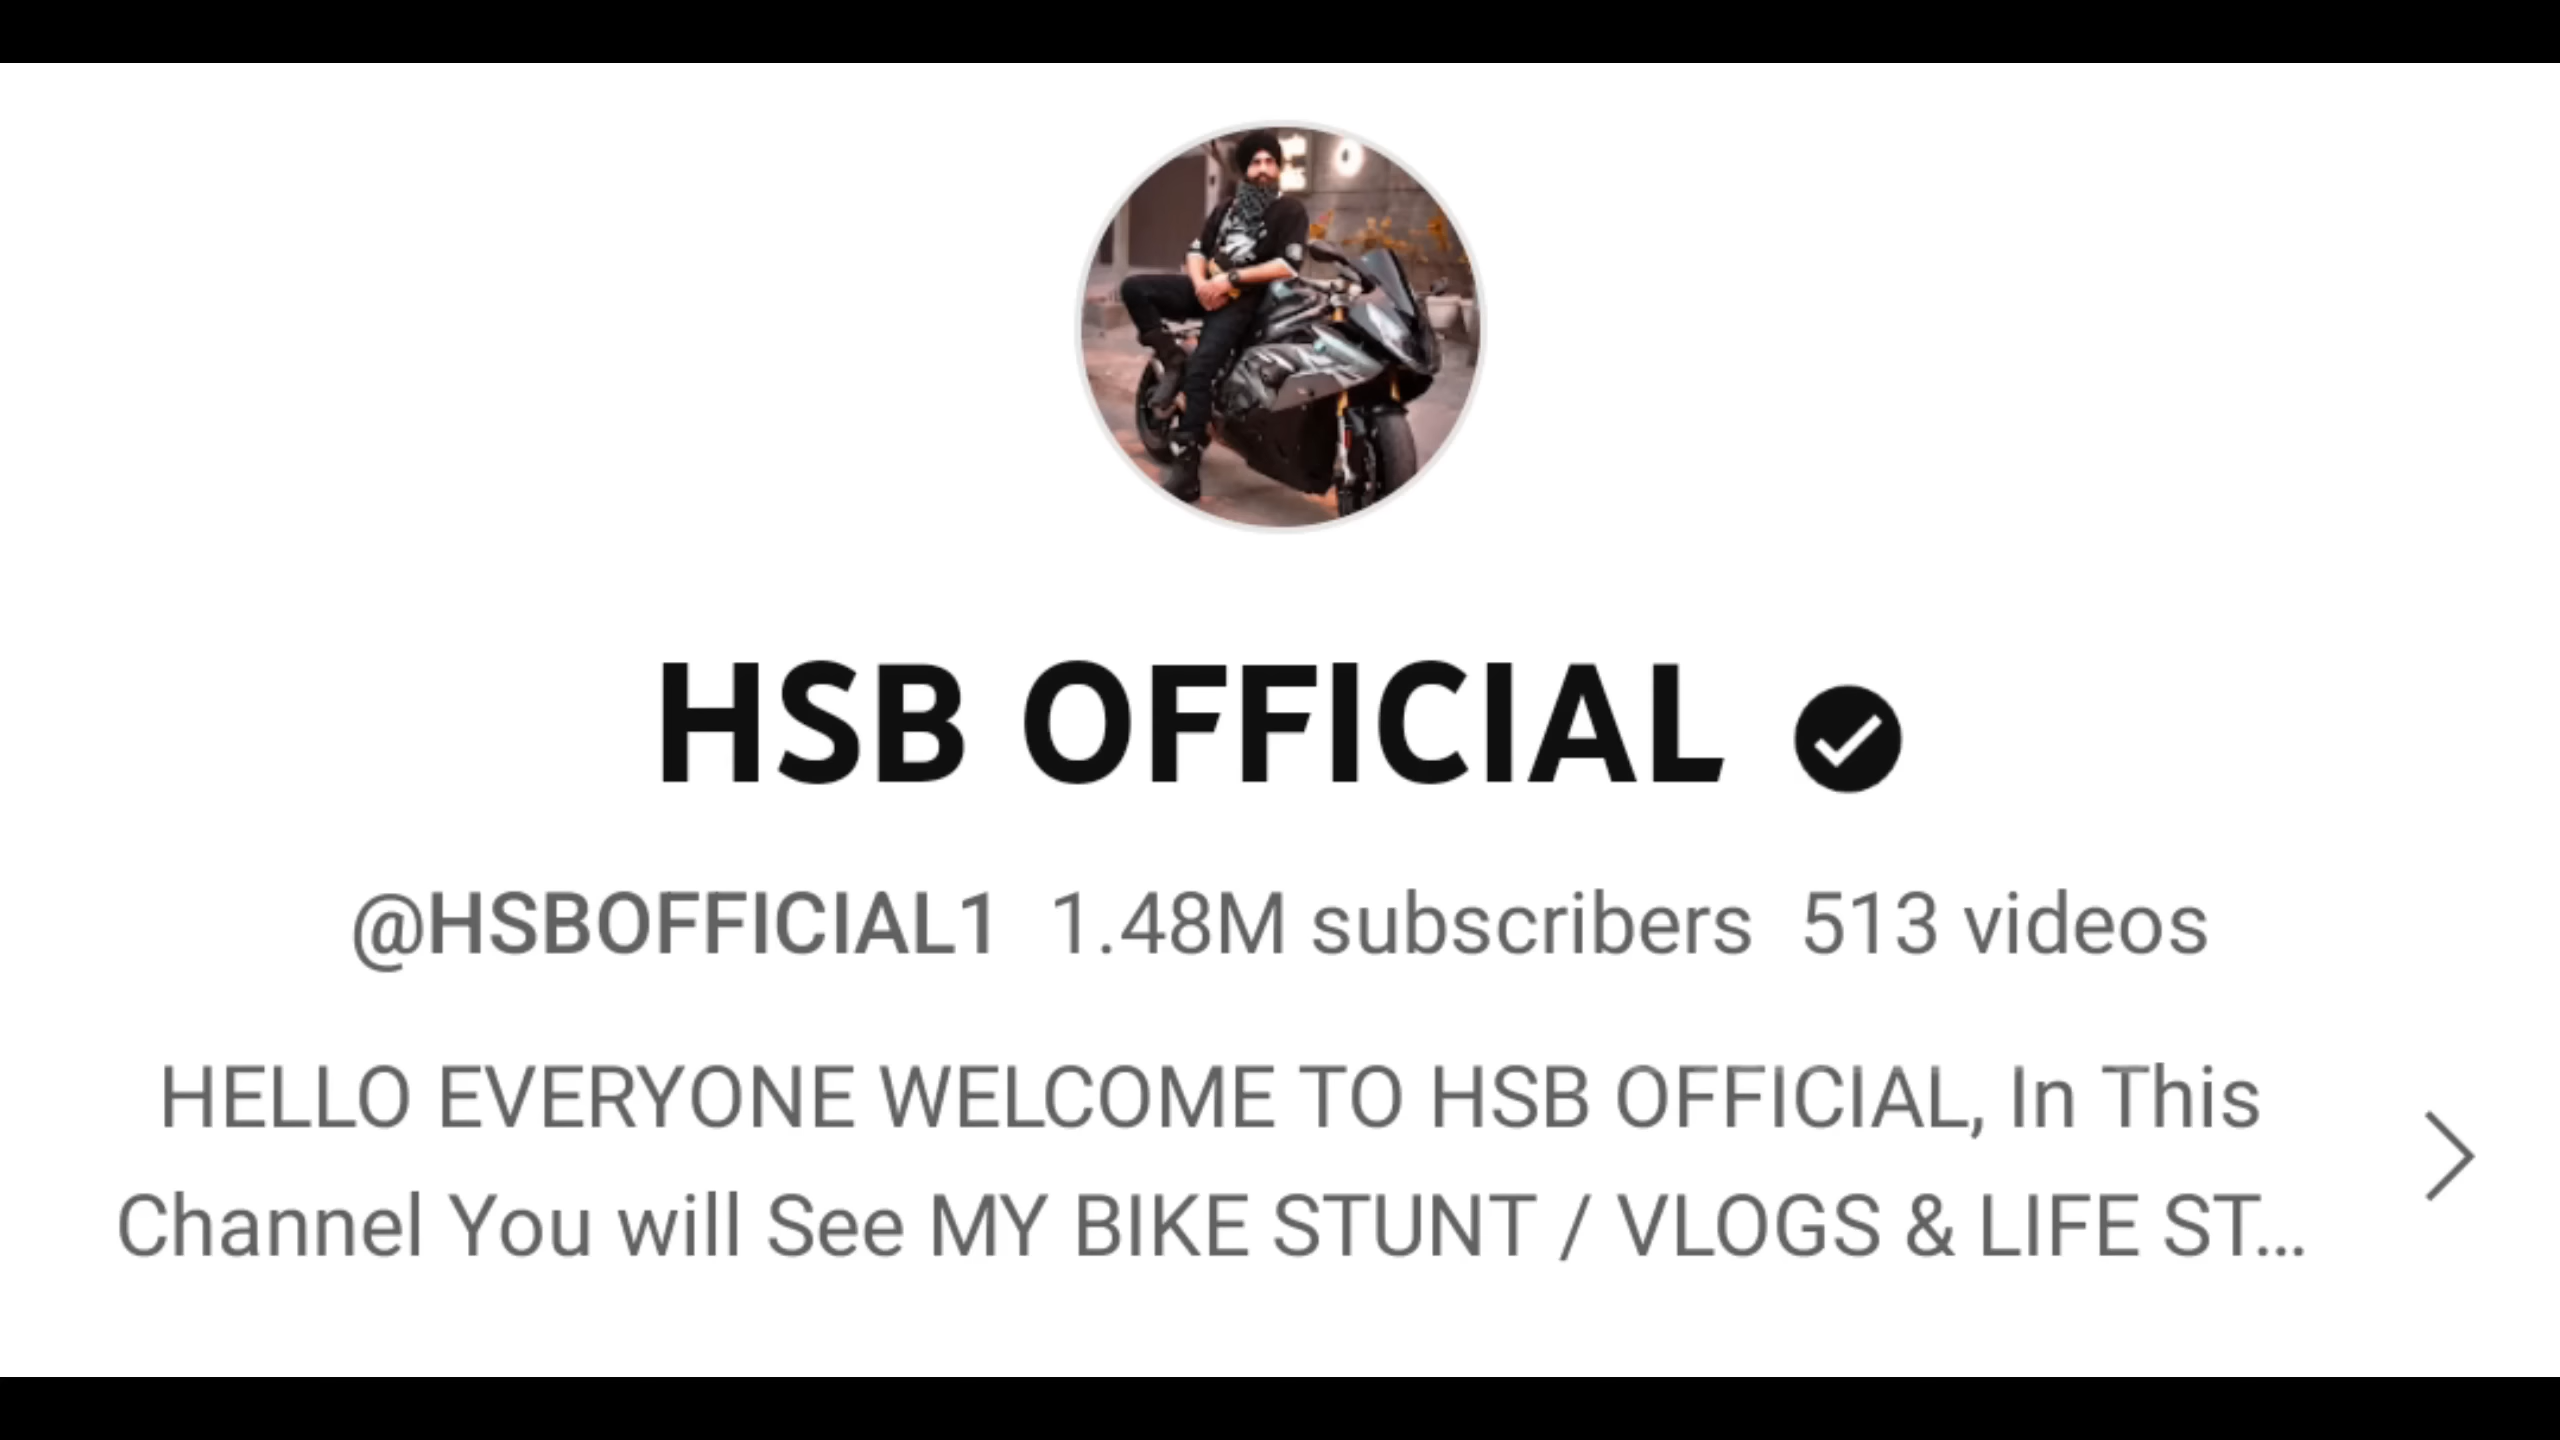 HSB OFFICIAL
@HSBOFFICIAL1 1.48M subscribers 513 videos
HELLO EVERYONE WELCOME TO HSB OFFICIAL, In This
Channel You will See MY BIKE STUNT / VLOGS & LIFE ST...